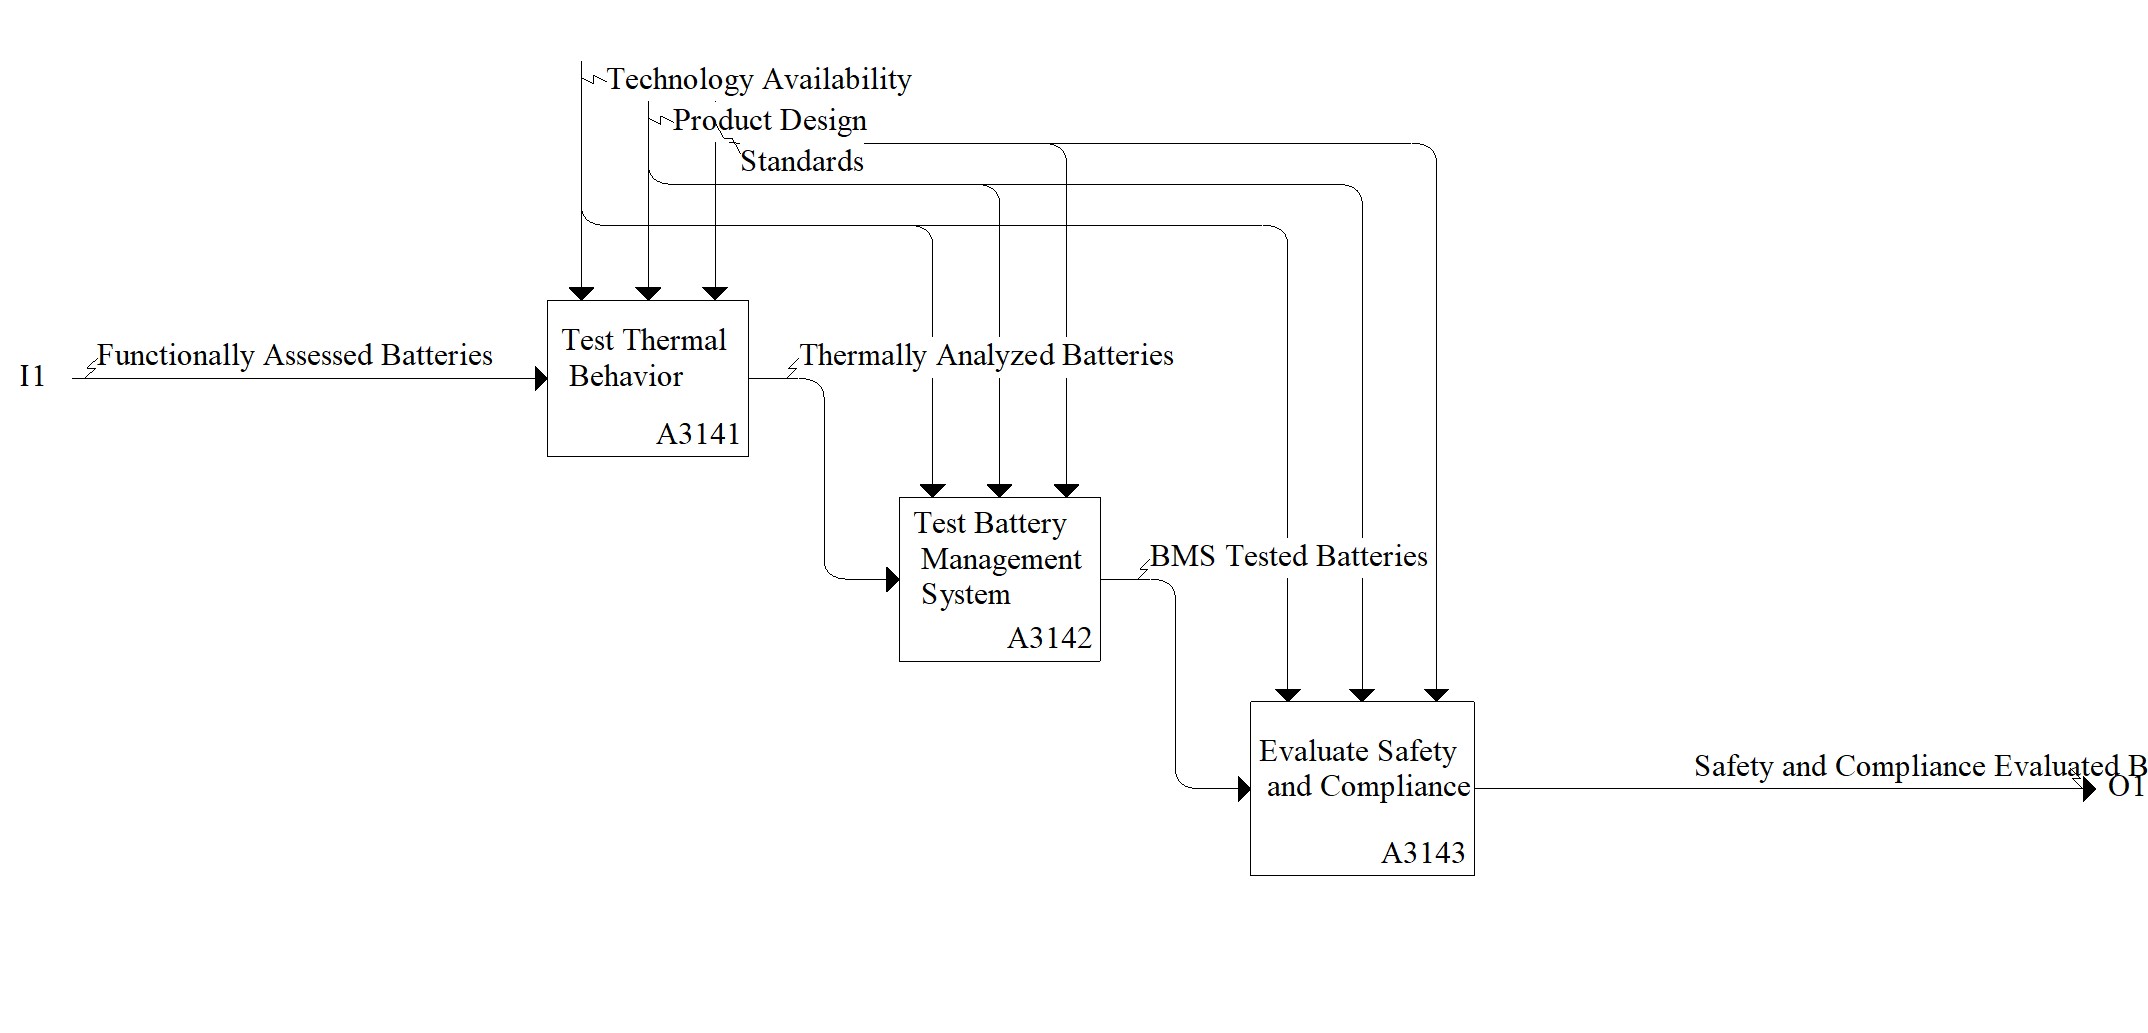 Technology Availability
Product Design
Standards
I1
Functionally Assessed Batteries
Test Thermal
Behavior
A3141
Thermally Analyzed Batteries
Test Battery
Management
System
A3142
BMS Tested Batteries
Evaluate Safety
and Compliance
A3143
Safety and Compliance Evaluated B
O1